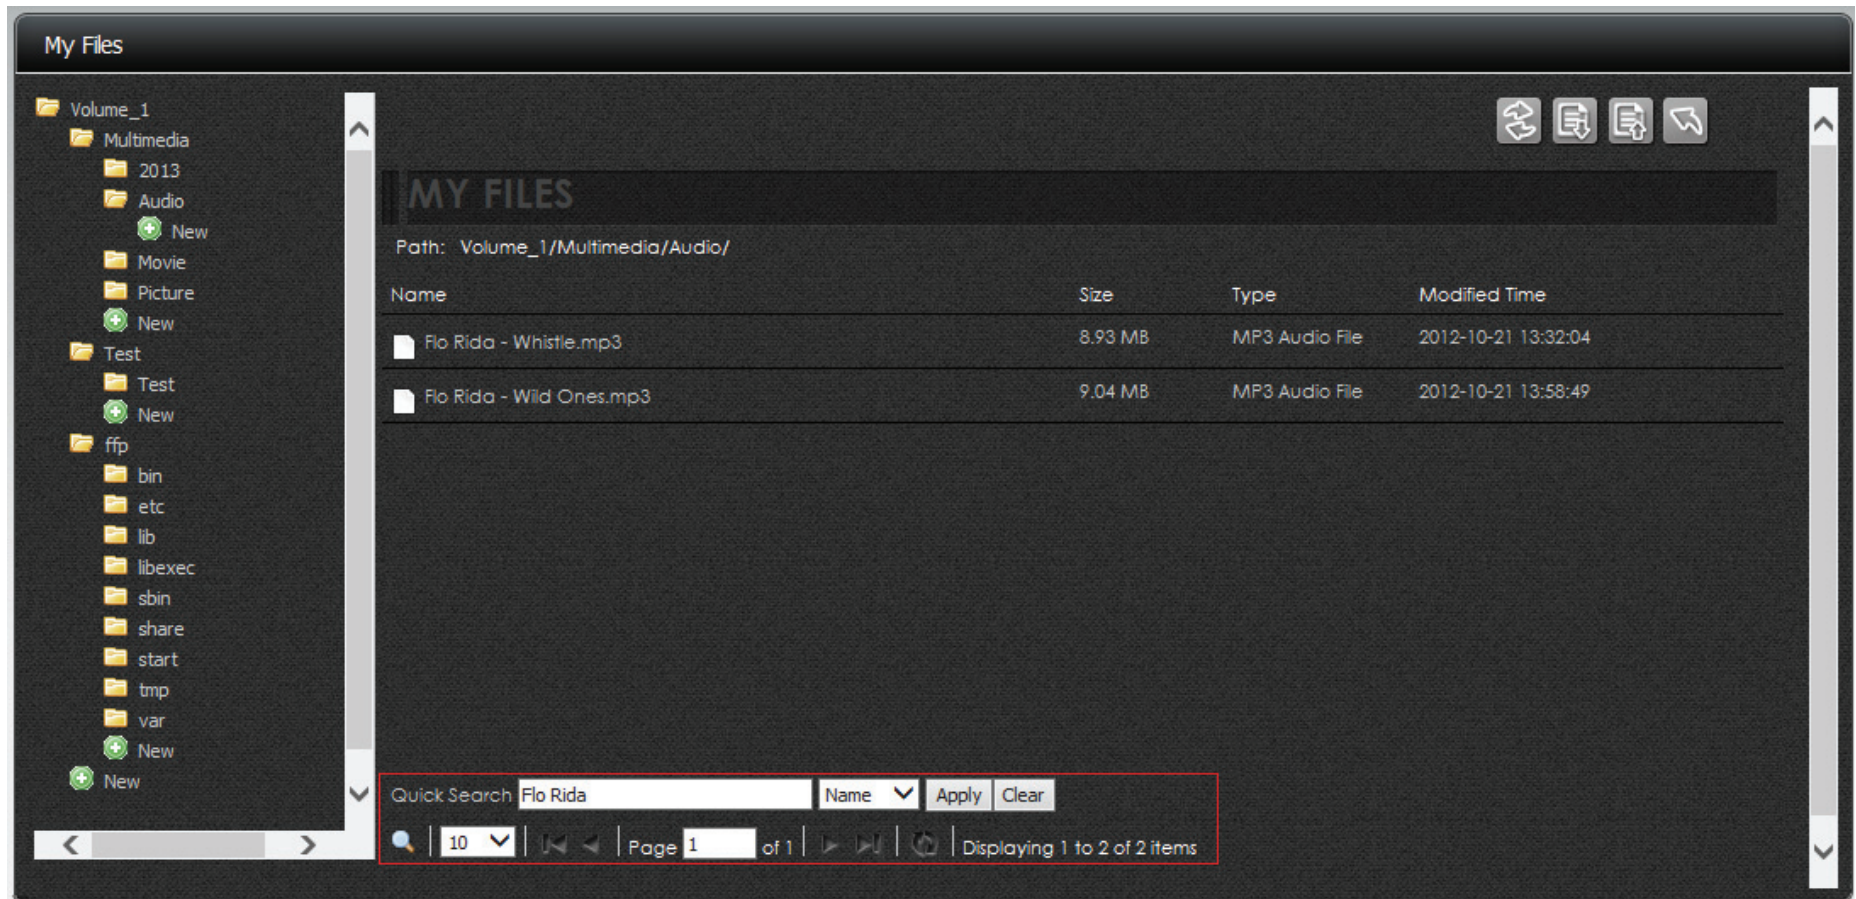 My Files
Volume_1
Multimedia
2013
Audio
New
Movie
Picture
New
Test
Test
New
ffp
bin
etc
lib
libexec
sbin
share
start
tmp
var
New
New
MY FILES
Path: Volume_1/Multimedia/Audio/
Name Size Type Modified Time
Flo Rida - Whistle.mp3 8.93 MB MP3 Audio File 2012-10-21 13:32:04
Flo Rida - Wild Ones.mp3 9.04 MB MP3 Audio File 2012-10-21 13:58:49
Quick Search Flo Rida Name Apply Clear
10 Page 1 of 1 Displaying 1 to 2 of 2 items